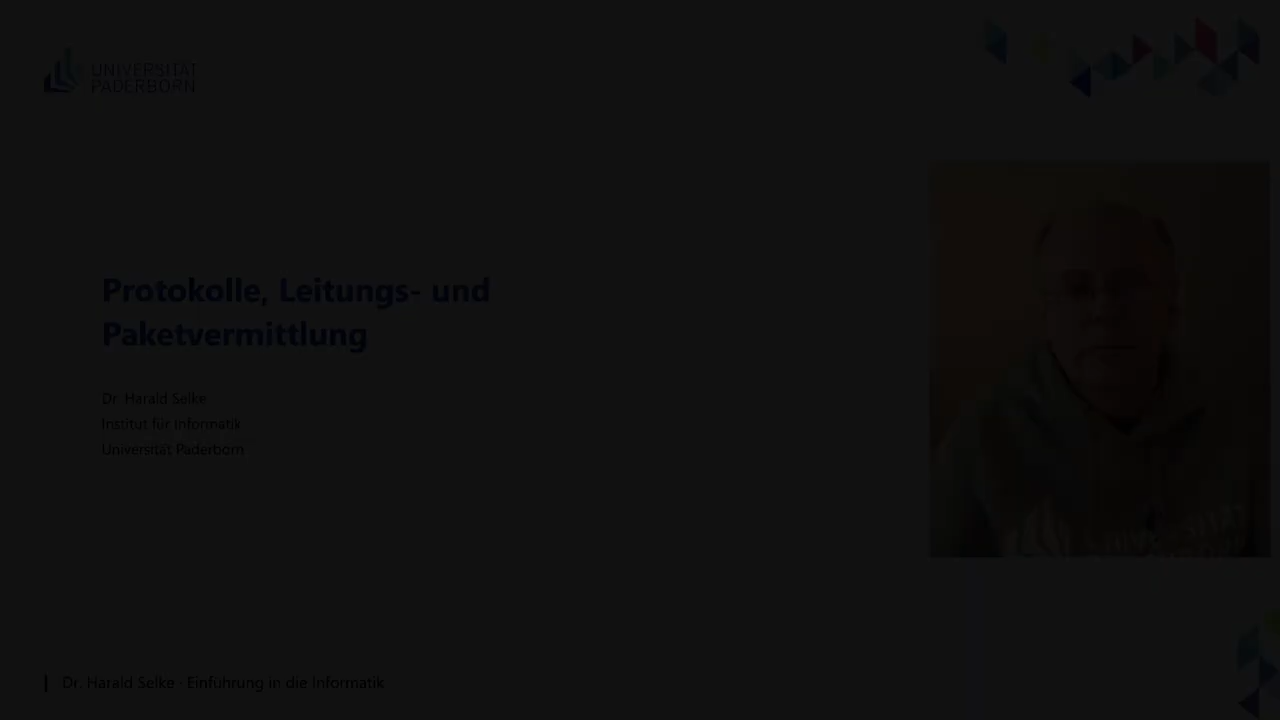 UNIVERSITÄT
PADERBORN
Protokolle, Leitungs- und
Paketvermittlung
Dr. Harald Selke
Institut für Informatik
Universität Paderborn
UNIVERSITÄT
Dr. Harald Selke · Einführung in die Informatik